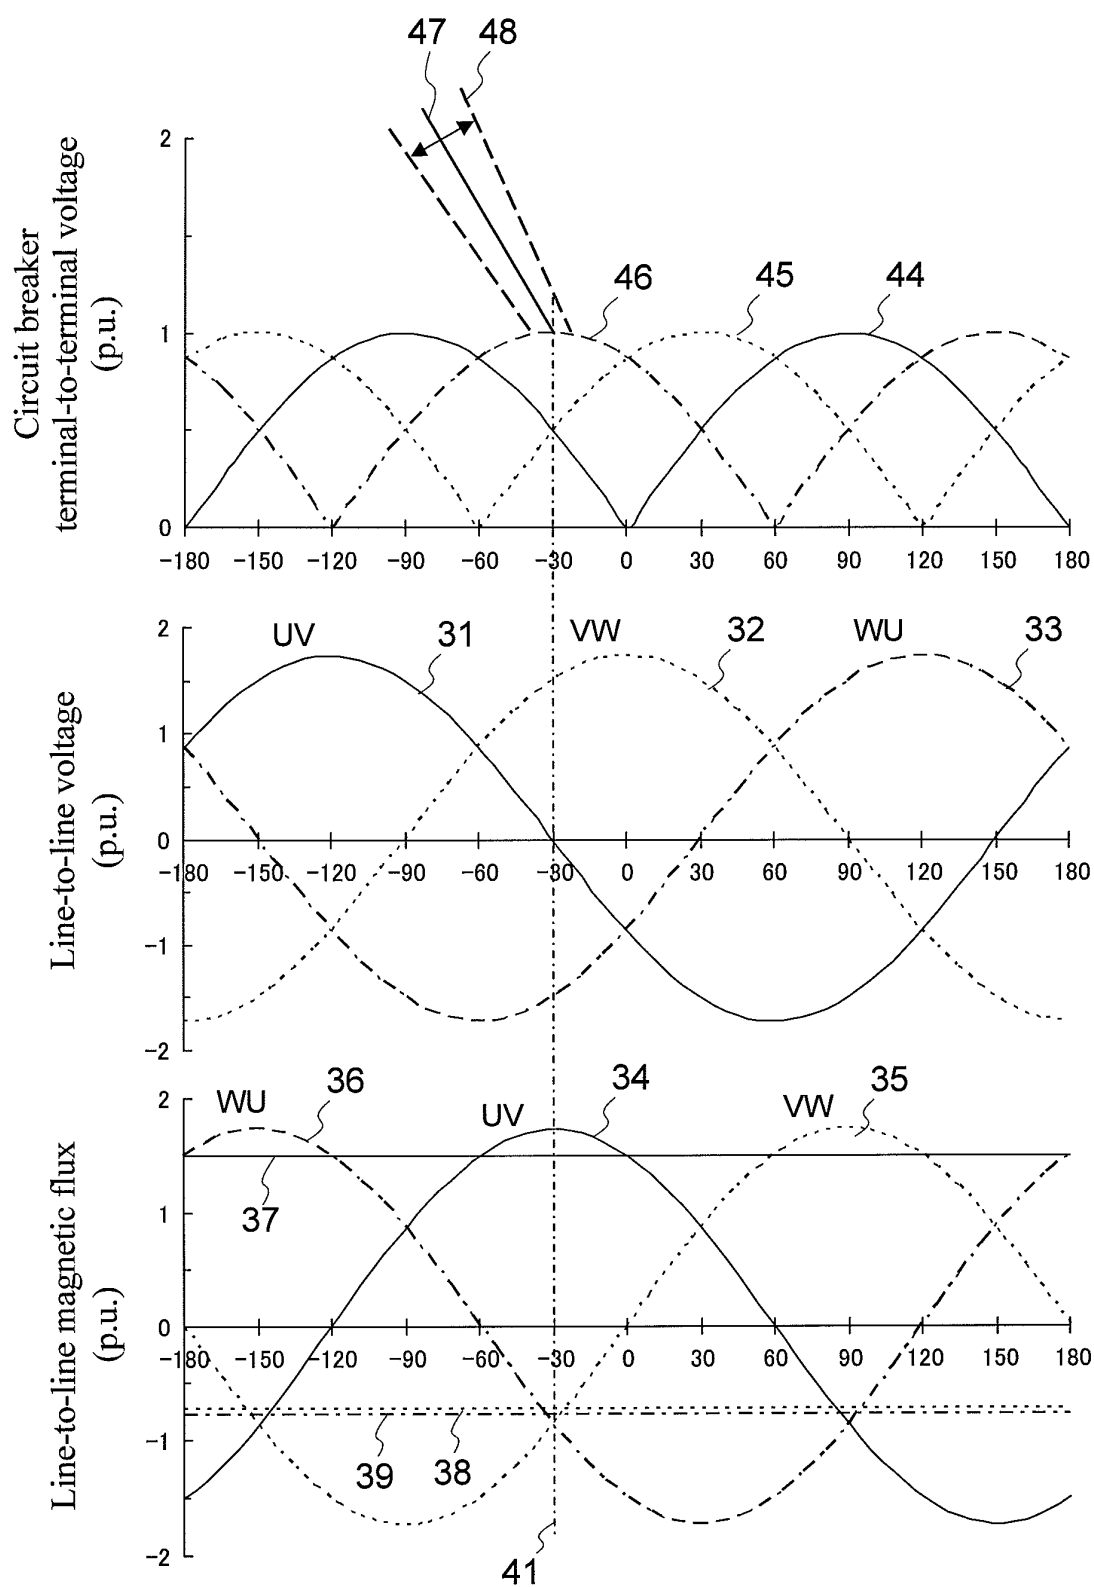 47 48
Circuit breaker
terminal-to-terminal voltage
(p.u.)
2
1
0
46 45 44
-180 -150 -120 -90 -60 -30 0 30 60 90 120 150 180
Line-to-line voltage
(p.u.)
2
1
0
-1
-2
UV 31 VW 32 WU 33
-180 -150 -120 -90 -60 -30 0 30 60 90 120 150 180
Line-to-line magnetic flux
(p.u.)
2
1
0
-1
-2
WU 36 UV 34 VW 35
37
-180 -150 -120 -90 -60 -30 0 30 60 90 120 150 180
39 38
41